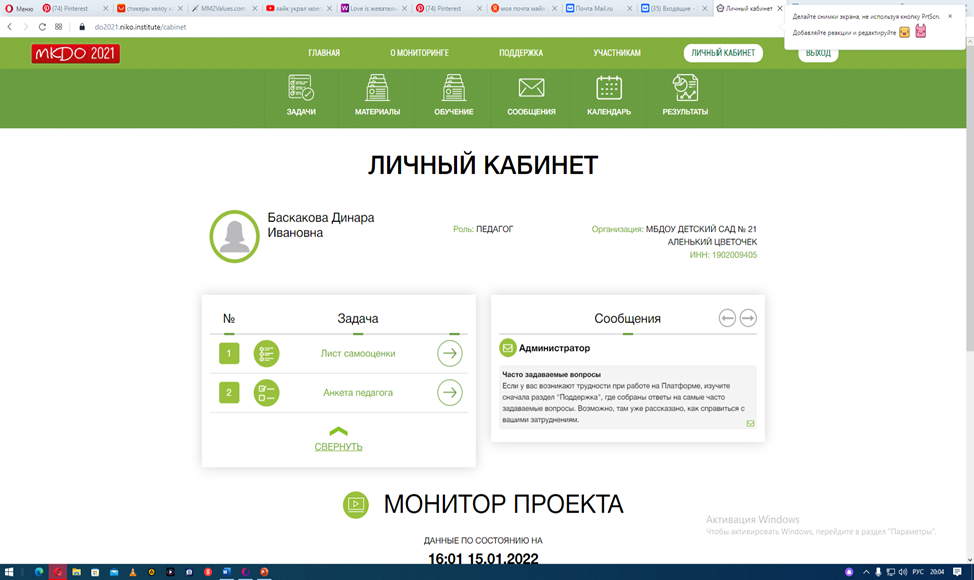 Меню
(74) Pinterest
стикеры келоу к
MM2Values.com
лайк украл мое
Love is жеватель
(74) Pinterest
моя почта майл
Почта Mail.ru
(35) Входящие -
Личный кабинет
do2021.niko.institute/cabinet
Делайте снимки экрана, не используя кнопку PrtScn.
Добавляйте реакции и редактируйте
МКДО 2021
ГЛАВНАЯ
О МОНИТОРИНГЕ
ПОДДЕРЖКА
УЧАСТНИКАМ
ЛИЧНЫЙ КАБИНЕТ
ВЫХОД
ЗАДАЧИ
МАТЕРИАЛЫ
ОБУЧЕНИЕ
СООБЩЕНИЯ
КАЛЕНДАРЬ
РЕЗУЛЬТАТЫ
ЛИЧНЫЙ КАБИНЕТ
Баскакова Динара
Ивановна
Роль: ПЕДАГОГ
Организация: МБДОУ ДЕТСКИЙ САД № 21
АЛЕНЬКИЙ ЦВЕТОЧЕК
ИНН: 1902009405
№ Задача
1 Лист самооценки
2 Анкета педагога
СВЕРНУТЬ
Сообщения
Администратор
Часто задаваемые вопросы
Если у вас возникают трудности при работе на Платформе, изучите
сначала раздел "Поддержка", где собраны ответы на самые часто
задаваемые вопросы. Возможно, там уже рассказано, как справиться с
вашими затруднениям.
МОНИТОР ПРОЕКТА
ДАННЫЕ ПО СОСТОЯНИЮ НА
16:01 15.01.2022
Активация Windows
Чтобы активировать Windows, перейдите в раздел "Параметры".
РУС
20:04